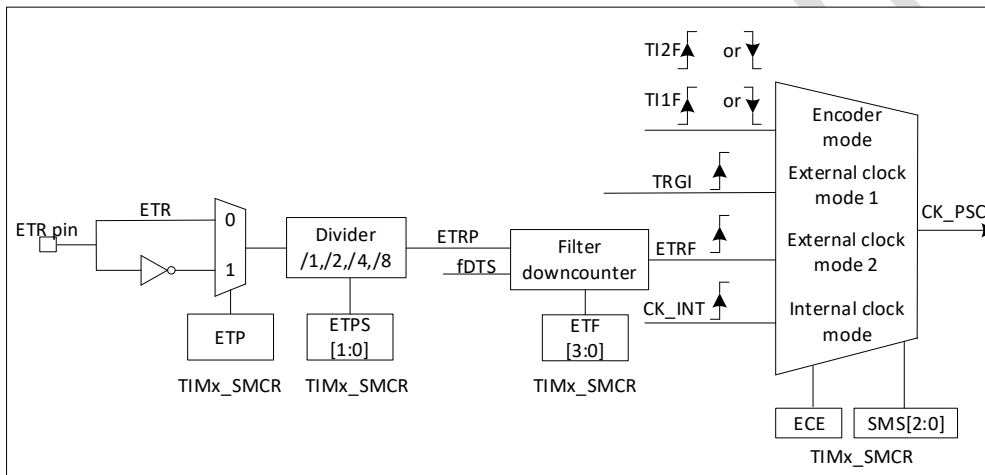 TI2F or
TI1F or
Encoder
mode
TRGI
External clock
mode 1
CK_PSC
ETR pin
ETR
0
1
Divider
/1,/2,/4,/8
ETRP
fDTS
Filter
downcounter
ETRF
External clock
mode 2
CK_INT
Internal clock
mode
ETP
TIMx_SMCR
ETPS
[1:0]
TIMx_SMCR
ETF
[3:0]
TIMx_SMCR
ECE
SMS[2:0]
TIMx_SMCR